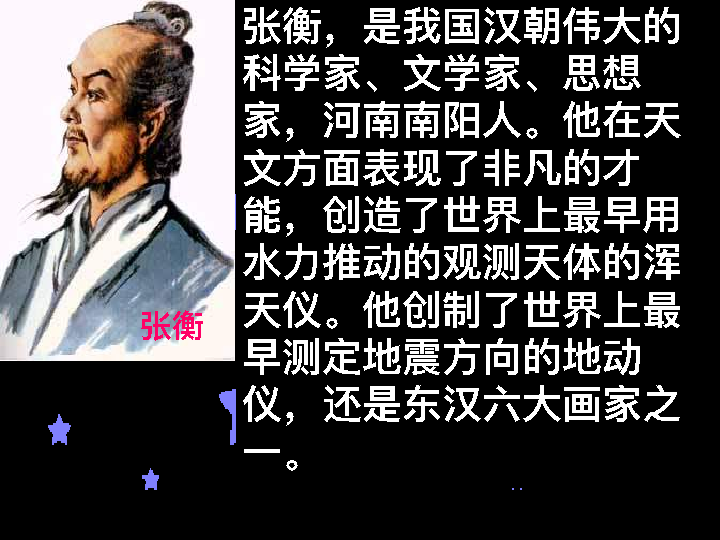 张衡，是我国汉朝伟大的
科学家、文学家、思想
家，河南南阳人。他在天
文方面表现了非凡的才
能，创造了世界上最早用
水力推动的观测天体的浑
天仪。他创制了世界上最
早测定地震方向的地动
仪，还是东汉六大画家之
一。
张衡